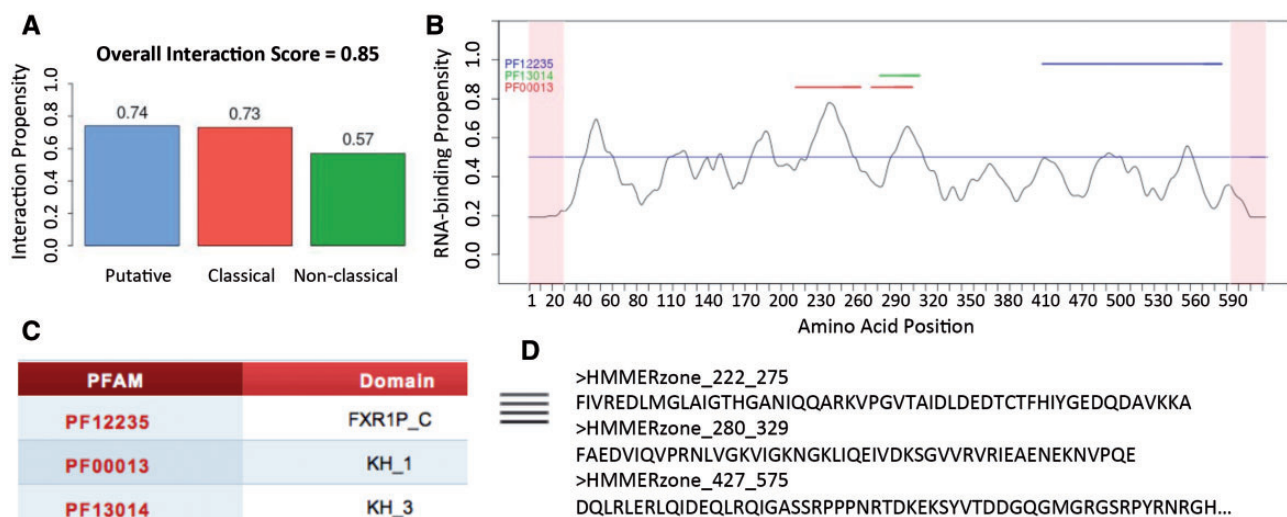 A
Overall Interaction Score = 0.85
Interaction Propensity
0.0 0.2 0.4 0.6 0.8 1.0
0.74
0.73
0.57
Putative Classical Non-classical
B
RNA-binding Propensity
0.0 0.2 0.4 0.6 0.8 1.0
PF12235
PF13014
PF00013
1 20 40 60 80 110 140 170 200 230 260 290 320 350 380 410 470 500 530 560 590
Amino Acid Position
C
PFAM Domain
PF12235 FXR1P_C
PF00013 KH_1
PF13014 KH_3
D
>HMMERzone_222_275
FIVREDLMGLAIGTHGANIQQARKVPGVTAIDLDEDTCTFHIYGEDQDAVKKA
>HMMERzone_280_329
FAEDVIQVPRNLVGKVIGKNGKLIQEIVDKSGVVRVRIEAENEKNVPQE
>HMMERzone_427_575
DQLRLERLQIDEQLRQIGASSRPPPNRTDKEKSYVTDDGQGMGRGSRPYRNRGH...